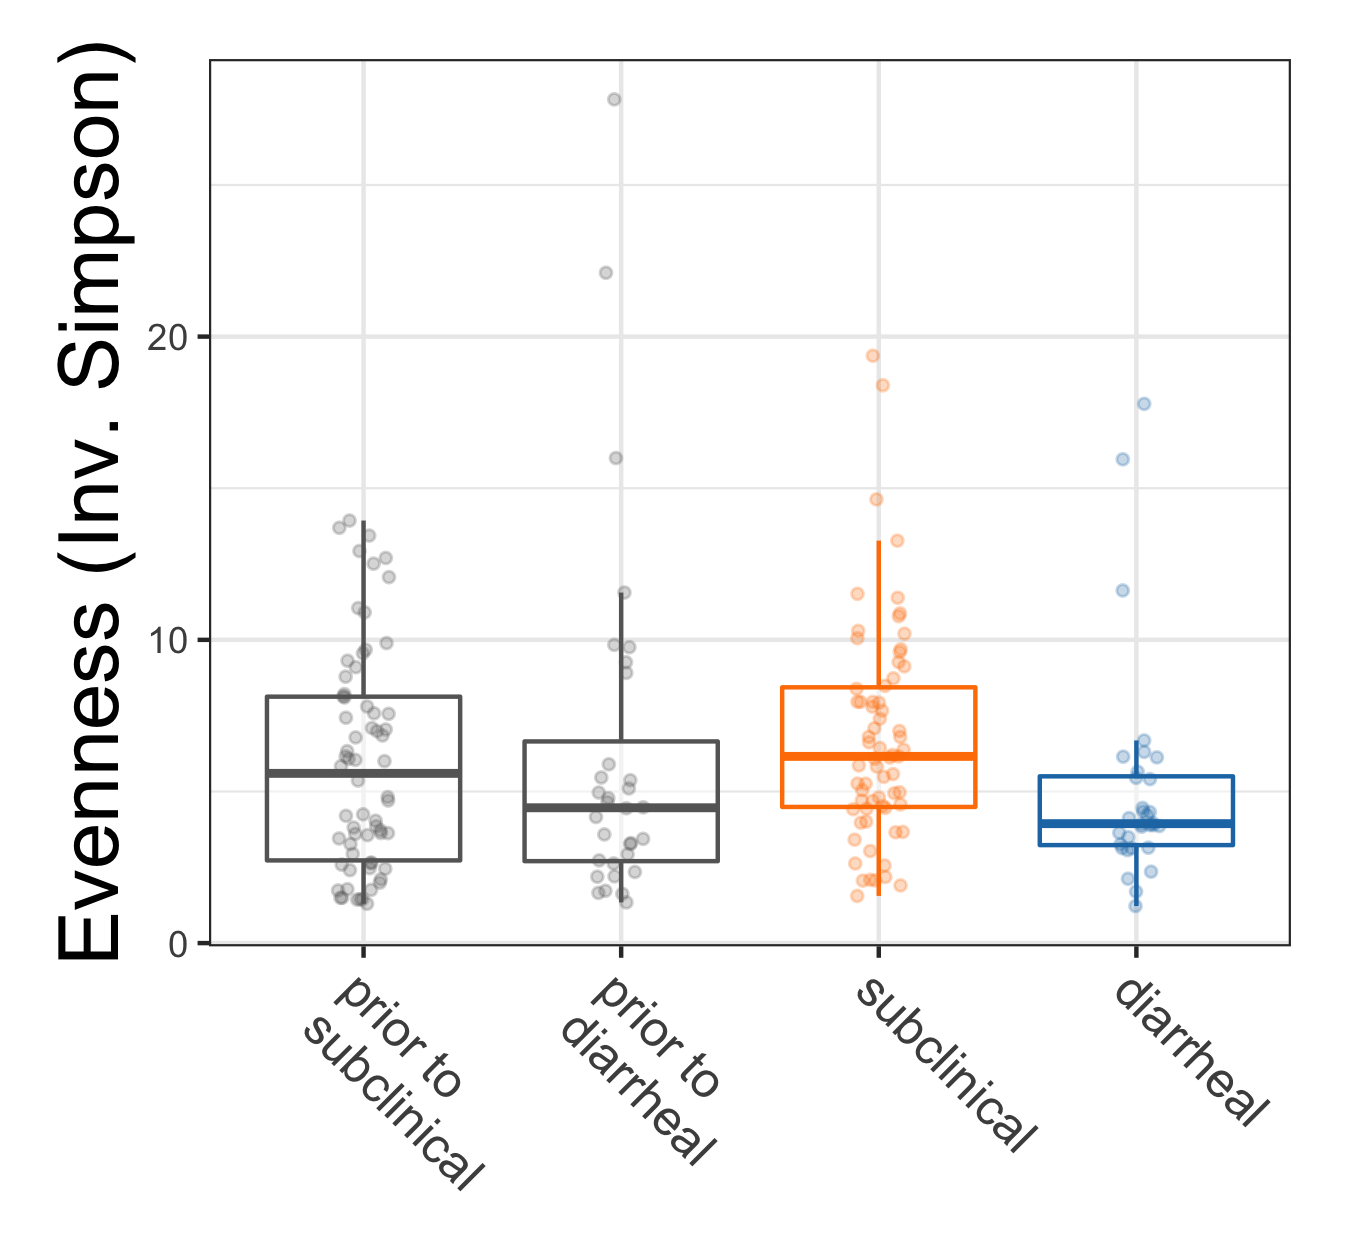 Evenness (Inv. Simpson)
20
10
0
prior to
subclinical
prior to
diarrheal
subclinical
diarrheal